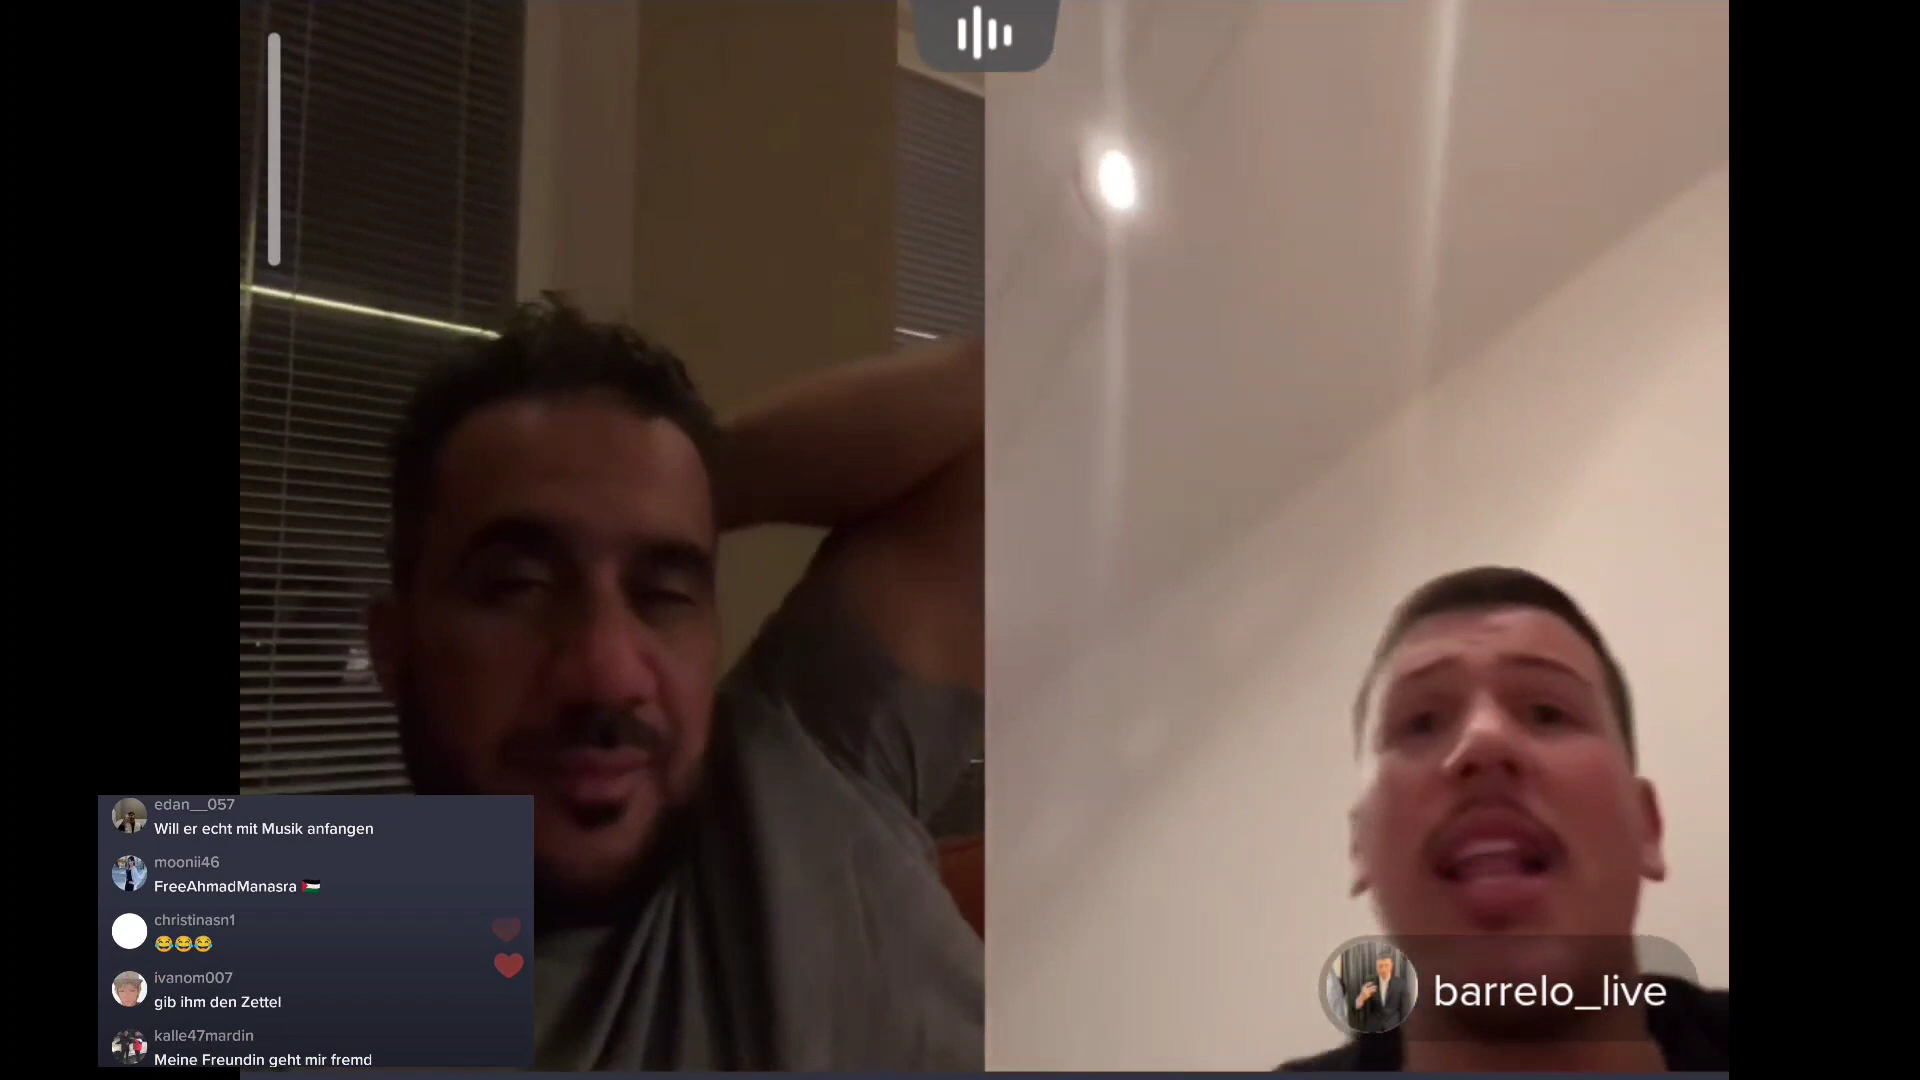 edan__057
Will er echt mit Musik anfangen
moonii46
FreeAhmadManasra 🇵🇸
christinasn1
😂😂😂
ivanom007
gib ihm den Zettel
kalle47mardin
Meine Freundin geht mir fremd
barrelo_live